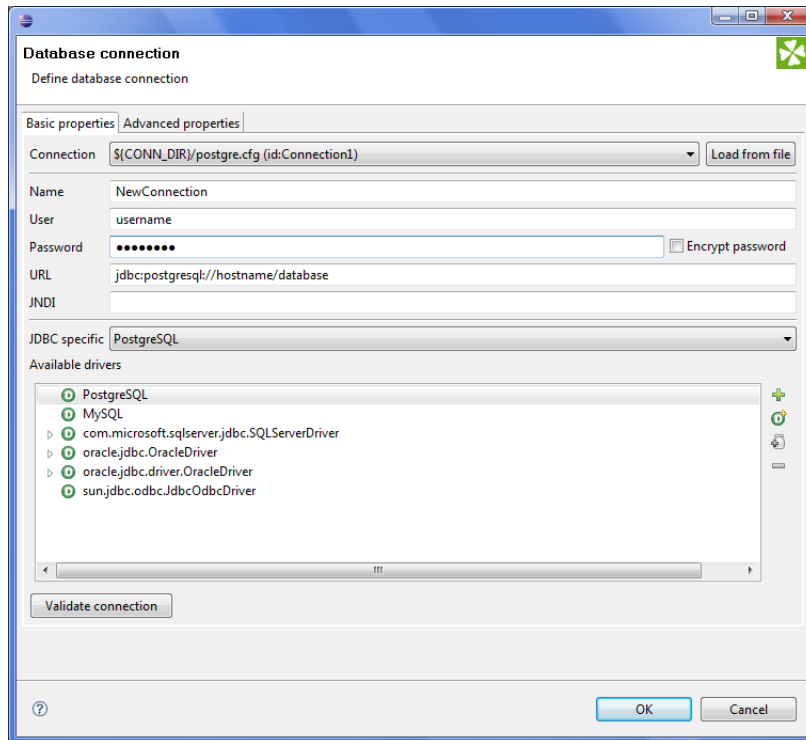 Database connection
Define database connection
Basic properties Advanced properties
Connection ${CONN_DIR}/postgre.cfg (id:Connection1) Load from file
Name NewConnection
User username
Password ●●●●●●●● Encrypt password
URL jdbc:postgresql://hostname/database
JNDI
JDBC specific PostgreSQL
Available drivers
PostgreSQL
MySQL
com.microsoft.sqlserver.jdbc.SQLServerDriver
oracle.jdbc.OracleDriver
oracle.jdbc.driver.OracleDriver
sun.jdbc.odbc.JdbcOdbcDriver
Validate connection
OK Cancel